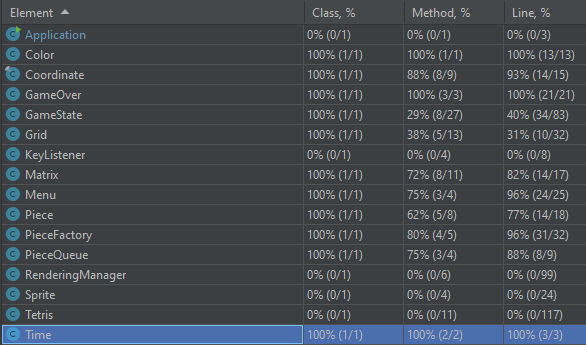 Element Class, % Method, % Line, %
Application 0% (0/1) 0% (0/1) 0% (0/3)
Color 100% (1/1) 100% (1/1) 100% (13/13)
Coordinate 100% (1/1) 88% (8/9) 93% (14/15)
GameOver 100% (1/1) 100% (3/3) 100% (21/21)
GameState 100% (1/1) 29% (8/27) 40% (34/83)
Grid 100% (1/1) 38% (5/13) 31% (10/32)
KeyListener 0% (0/1) 0% (0/4) 0% (0/8)
Matrix 100% (1/1) 72% (8/11) 82% (14/17)
Menu 100% (1/1) 75% (3/4) 96% (24/25)
Piece 100% (1/1) 62% (5/8) 77% (14/18)
PieceFactory 100% (1/1) 80% (4/5) 96% (31/32)
PieceQueue 100% (1/1) 75% (3/4) 88% (8/9)
RenderingManager 0% (0/1) 0% (0/6) 0% (0/99)
Sprite 0% (0/1) 0% (0/4) 0% (0/24)
Tetris 0% (0/1) 0% (0/11) 0% (0/117)
Time 100% (1/1) 100% (2/2) 100% (3/3)